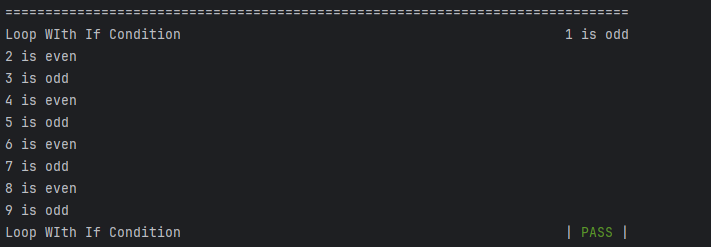 ==============================================================================
Loop WIth If Condition                                                1 is odd
2 is even
3 is odd
4 is even
5 is odd
6 is even
7 is odd
8 is even
9 is odd
Loop WIth If Condition                                                | PASS |